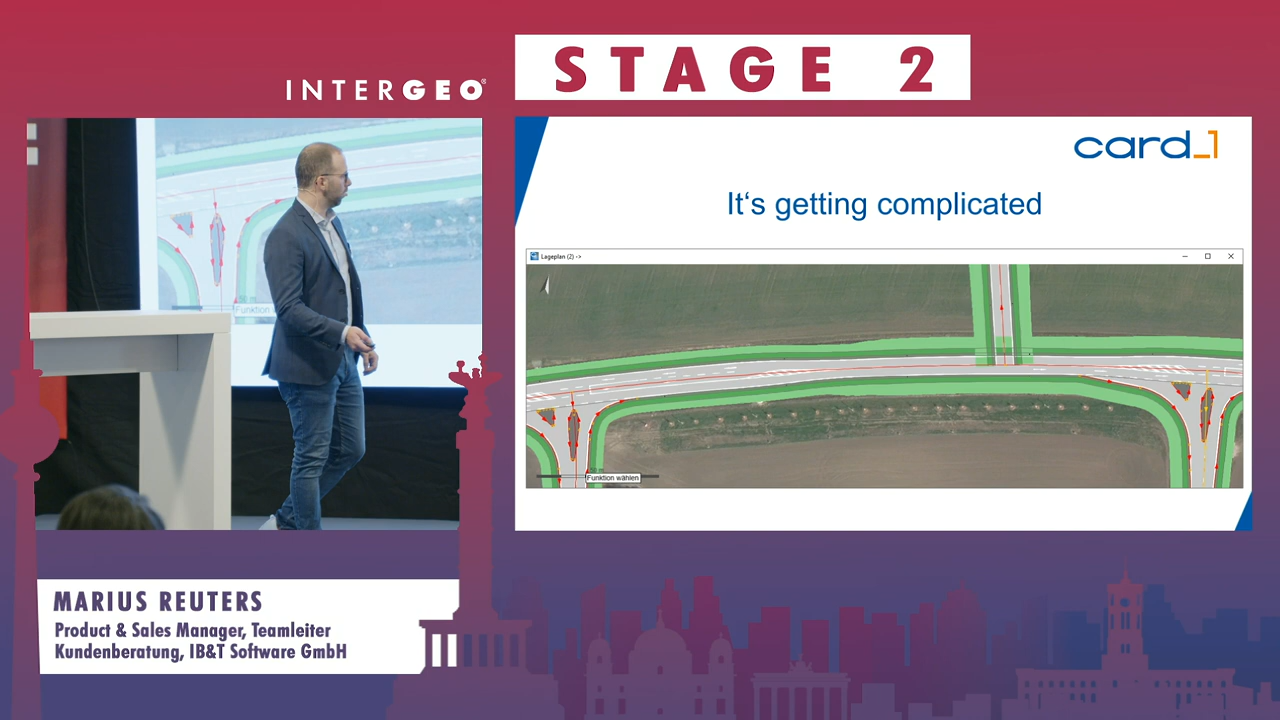 INTERGEO®
STAGE 2
card_1
It's getting complicated
Lageplan (2) ->
Funktion wählen
MARIUS REUTERS
Product & Sales Manager, Teamleiter
Kundenberatung, IB&T Software GmbH